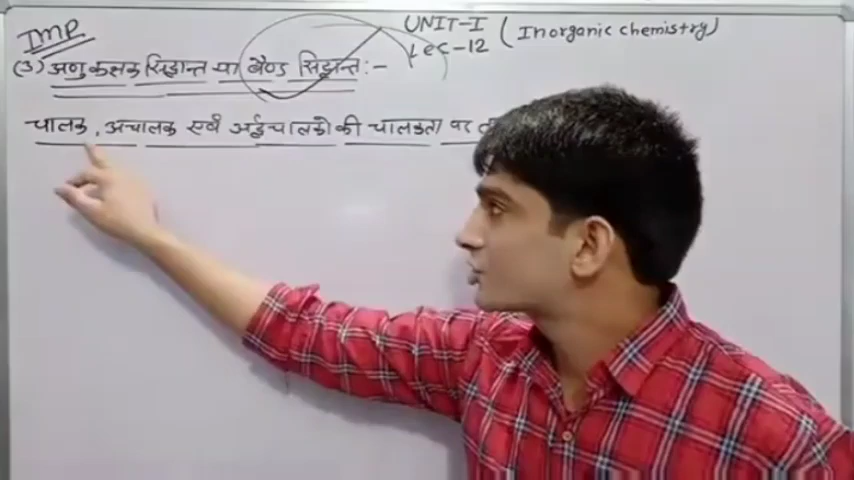 IMP
UNIT-I (Inorganic chemistry)
Lec-12
(3) अणु कक्षक सिद्धान्त या बैण्ड सिद्धान्त :-
चालक, अचालक एवं अर्द्धचालको की चालकता पर